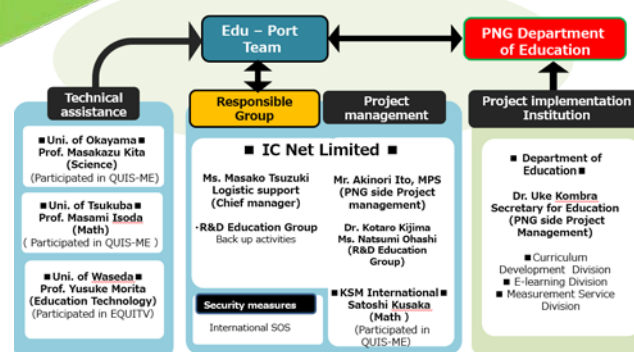 Edu – Port
Team
PNG Department
of Education
Technical
assistance
■Uni. of Okayama■
Prof. Masakazu Kita
(Science)
(Participated in QUIS-ME)
■Uni. of Tsukuba■
Prof. Masami Isoda
(Math)
( Participated in QUIS-ME )
■Uni. of Waseda■
Prof. Yusuke Morita
(Education Technology)
(Participated in EQUITV)
Responsible
Group
Project
management
■ IC Net Limited ■
Ms. Masako Tsuzuki
Logistic support
(Chief manager)
・R&D Education Group
Back up activities
Security measures
International SOS
Mr. Akinori Ito, MPS
(PNG side Project
management)
Dr. Kotaro Kijima
Ms. Natsumi Ohashi
(R&D Education
Group)
■KSM International■
Satoshi Kusaka
(Math )
(Participated in
QUIS-ME)
Project implementation
Institution
■ Department of
Education■
Dr. Uke Kombra
Secretary for Education
(PNG side Project
Management)
■Curriculum
Development Division
■ E-learning Division
■ Measurement Service
Division